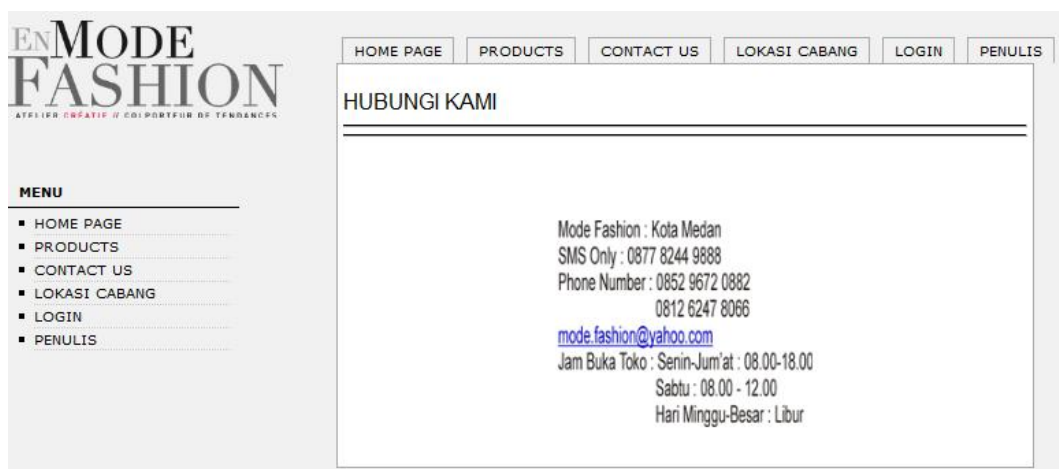 EN MODE
FASHION
ATELIER CRÉATIF // COLPORTEUR DE TENDANCES
HOME PAGE PRODUCTS CONTACT US LOKASI CABANG LOGIN PENULIS
HUBUNGI KAMI
MENU
HOME PAGE
PRODUCTS
CONTACT US
LOKASI CABANG
LOGIN
PENULIS
Mode Fashion : Kota Medan
SMS Only : 0877 8244 9888
Phone Number : 0852 9672 0882
0812 6247 8066
mode.fashion@yahoo.com
Jam Buka Toko : Senin-Jum'at : 08.00-18.00
Sabtu : 08.00 - 12.00
Hari Minggu-Besar : Libur